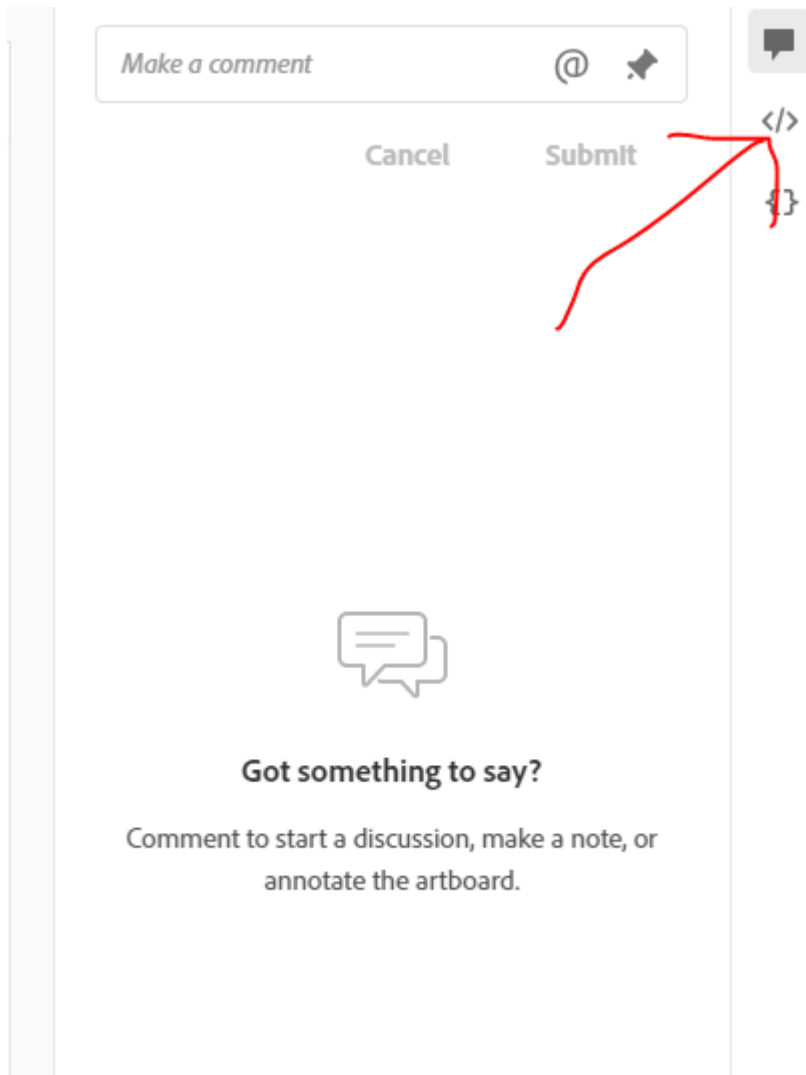 Make a comment @
</>
Cancel Submit
{}
Got something to say?
Comment to start a discussion, make a note, or
annotate the artboard.